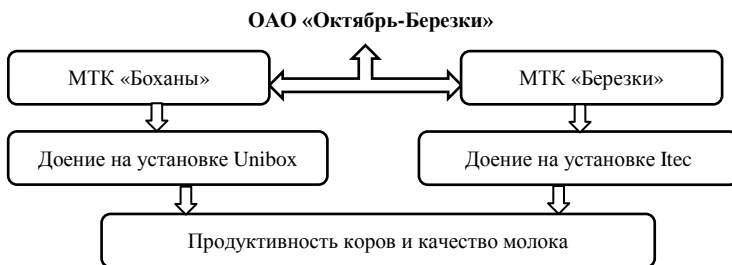 ОАО «Октябрь-Березки»
МТК «Боханы»
МТК «Березки»
Доение на установке Unibox
Доение на установке Itec
Продуктивность коров и качество молока